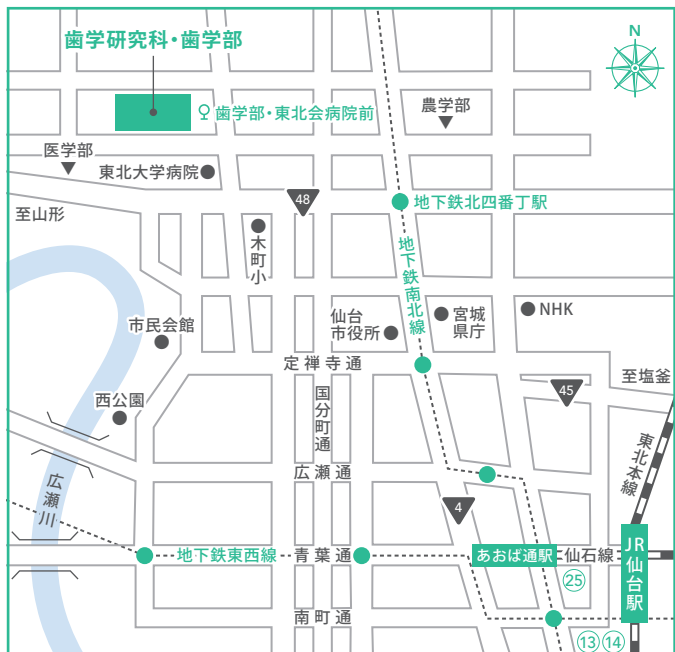 歯学研究科・歯学部
N
歯学部・東北会病院前
農学部
医学部
東北大学病院
48
地下鉄北四番丁駅
至山形
木町小
地下鉄南北線
仙台
市役所
宮城
県庁
NHK
市民会館
定禅寺通
至塩釜
45
西公園
国分町通
東北本線
広瀬通
広瀬川
4
JR仙台駅
地下鉄東西線
青葉通
あおば通駅
仙石線
25
南町通
13 14